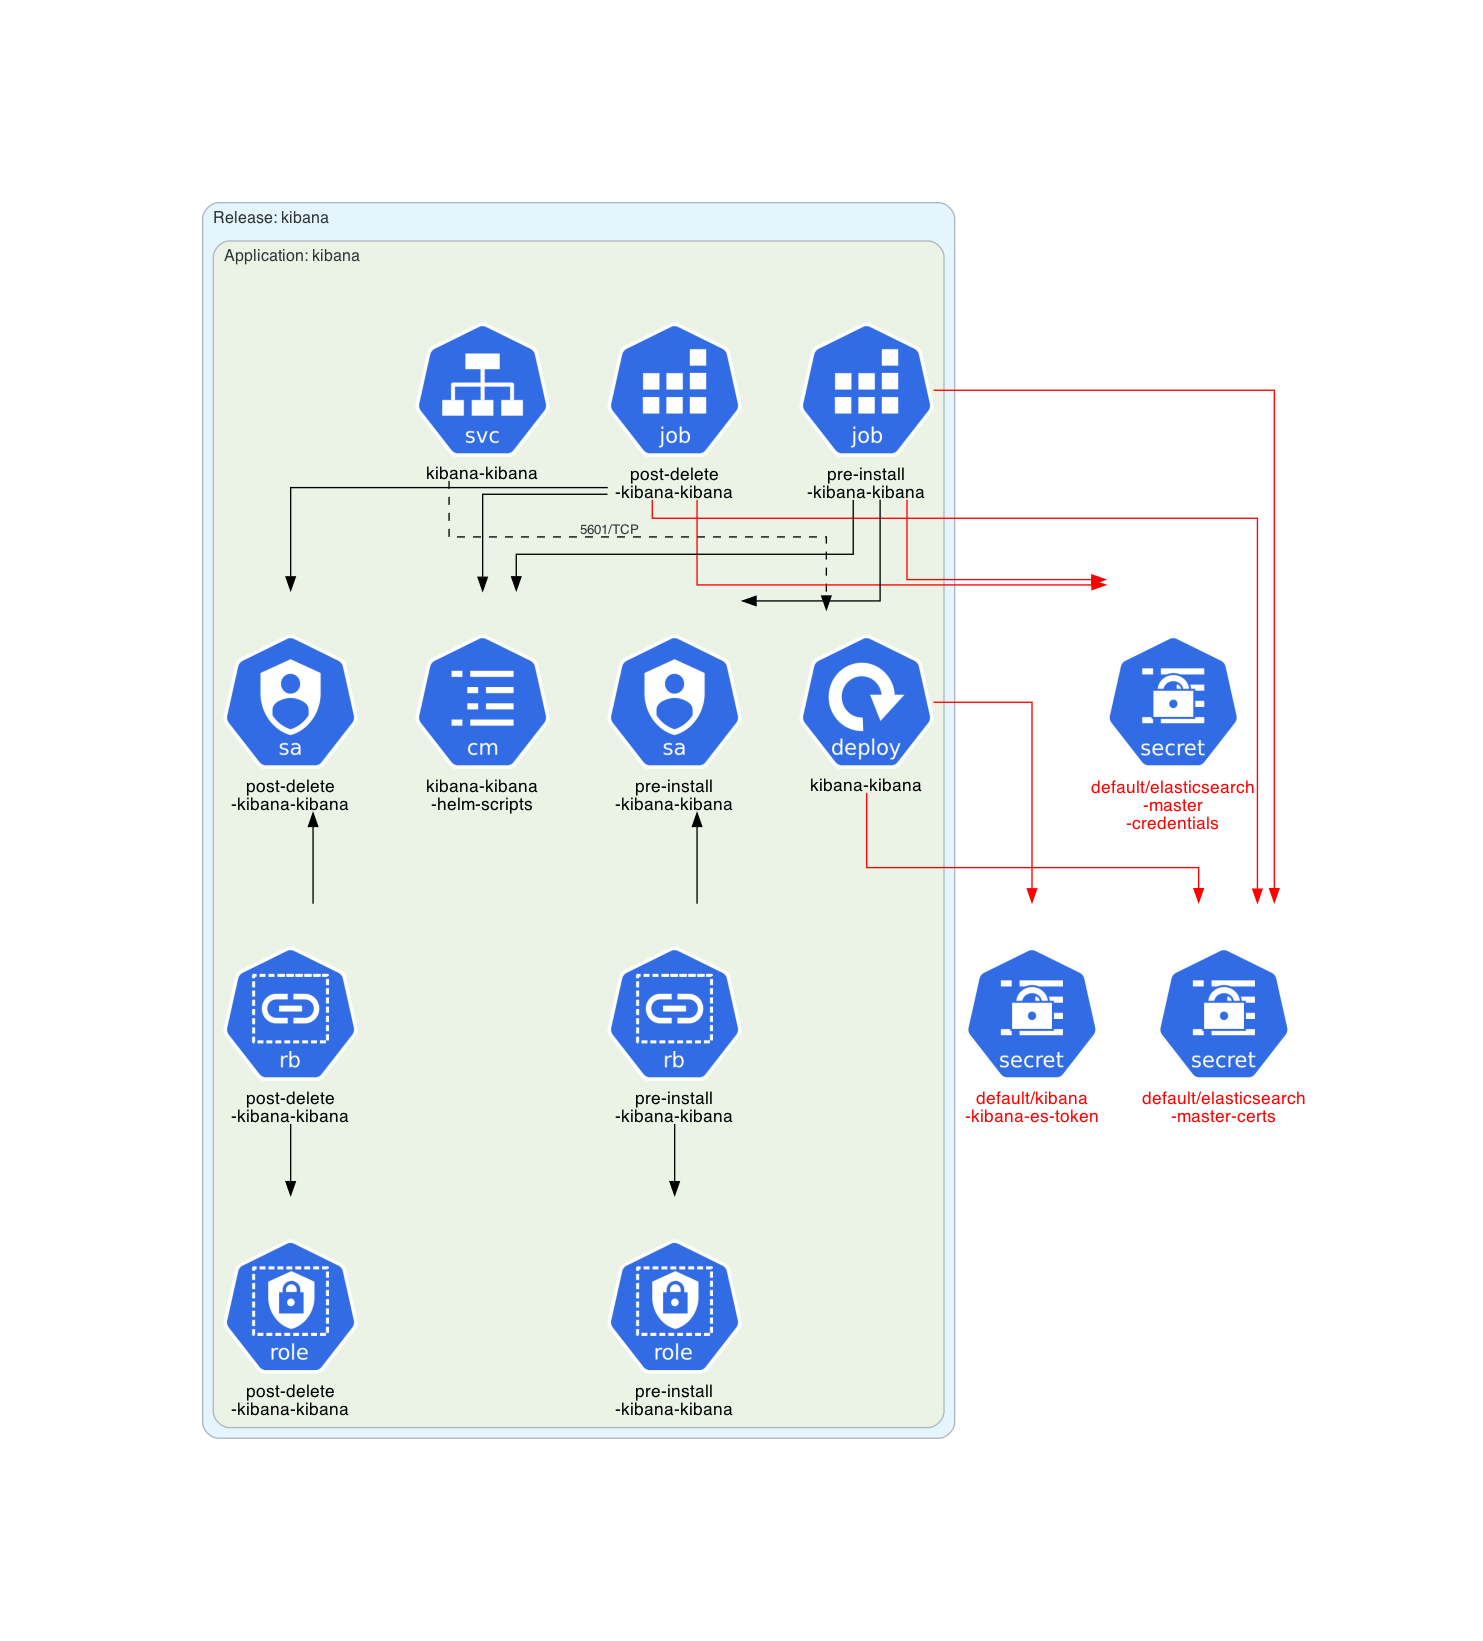 Release: kibana
Application: kibana
svc
kibana-kibana
job
post-delete
-kibana-kibana
job
pre-install
-kibana-kibana
5601/TCP
sa
post-delete
-kibana-kibana
cm
kibana-kibana
-helm-scripts
sa
pre-install
-kibana-kibana
deploy
kibana-kibana
secret
default/elasticsearch
-master
-credentials
rb
post-delete
-kibana-kibana
rb
pre-install
-kibana-kibana
secret
default/kibana
-kibana-es-token
secret
default/elasticsearch
-master-certs
role
post-delete
-kibana-kibana
role
pre-install
-kibana-kibana